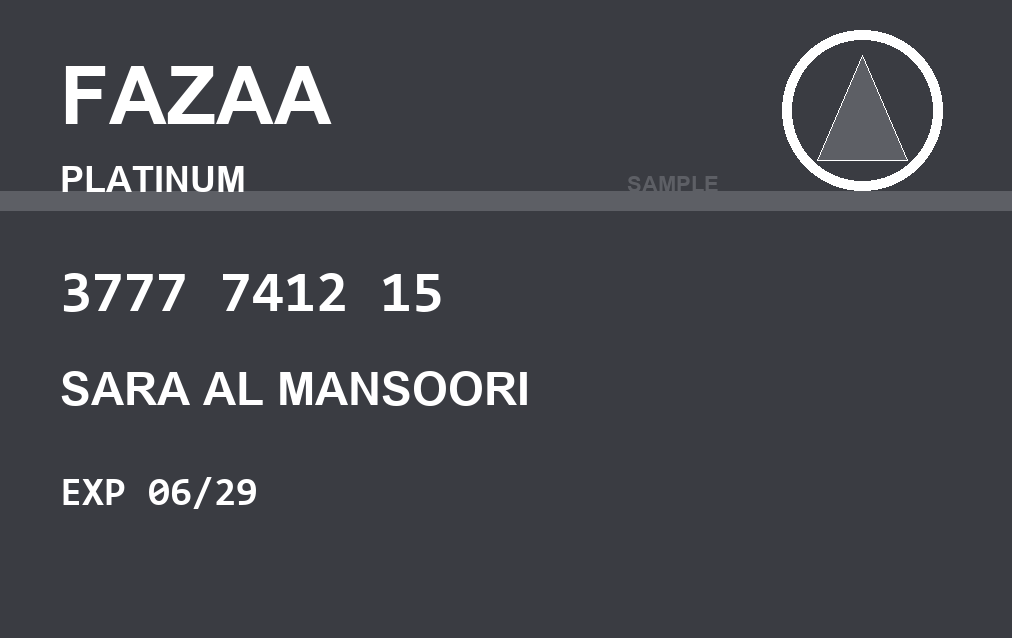 FAZAA
PLATINUM
SAMPLE
3777 7412 15
SARA AL MANSOORI
EXP 06/29